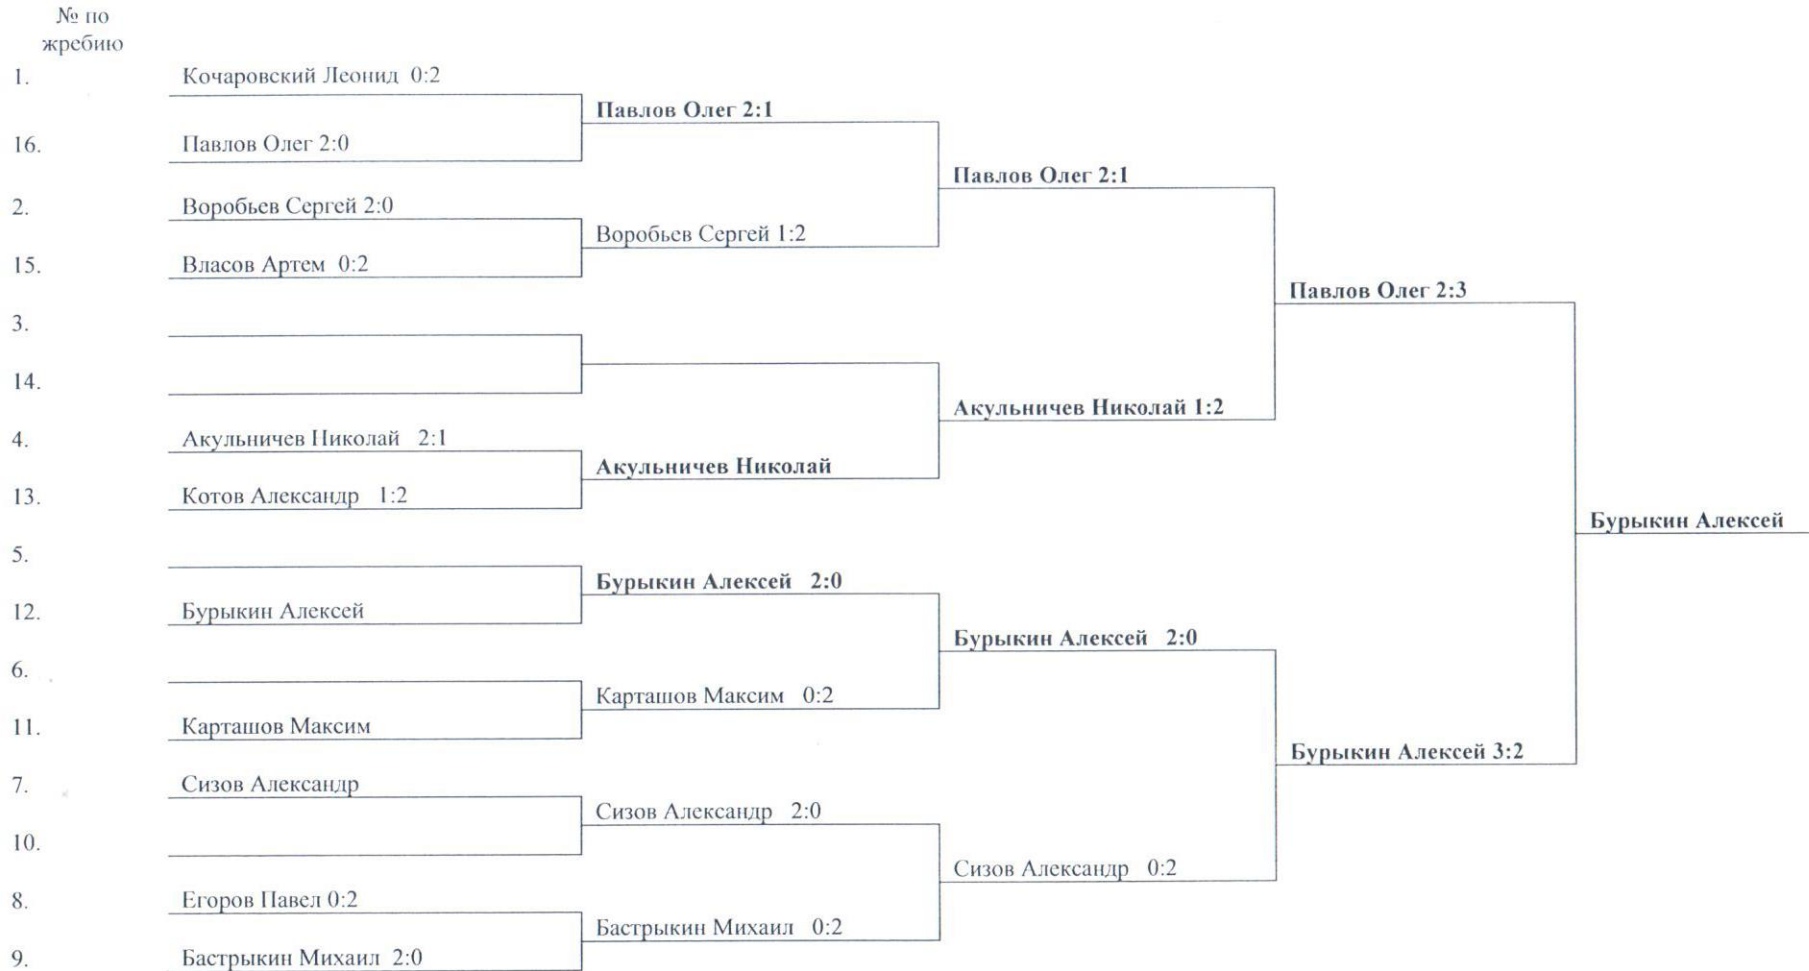 № по
жребию
1. Кочаровский Леонид 0:2
Павлов Олег 2:1
16. Павлов Олег 2:0
Павлов Олег 2:1
2. Воробьев Сергей 2:0
Воробьев Сергей 1:2
15. Власов Артем 0:2
Павлов Олег 2:3
3.
14.
Акульничев Николай 1:2
4. Акульничев Николай 2:1
Акульничев Николай
13. Котов Александр 1:2
Бурыкин Алексей
5.
Бурыкин Алексей 2:0
12. Бурыкин Алексей
Бурыкин Алексей 2:0
6.
Карташов Максим 0:2
11. Карташов Максим
Бурыкин Алексей 3:2
7. Сизов Александр
Сизов Александр 2:0
10.
Сизов Александр 0:2
8. Егоров Павел 0:2
Бастрыкин Михаил 0:2
9. Бастрыкин Михаил 2:0